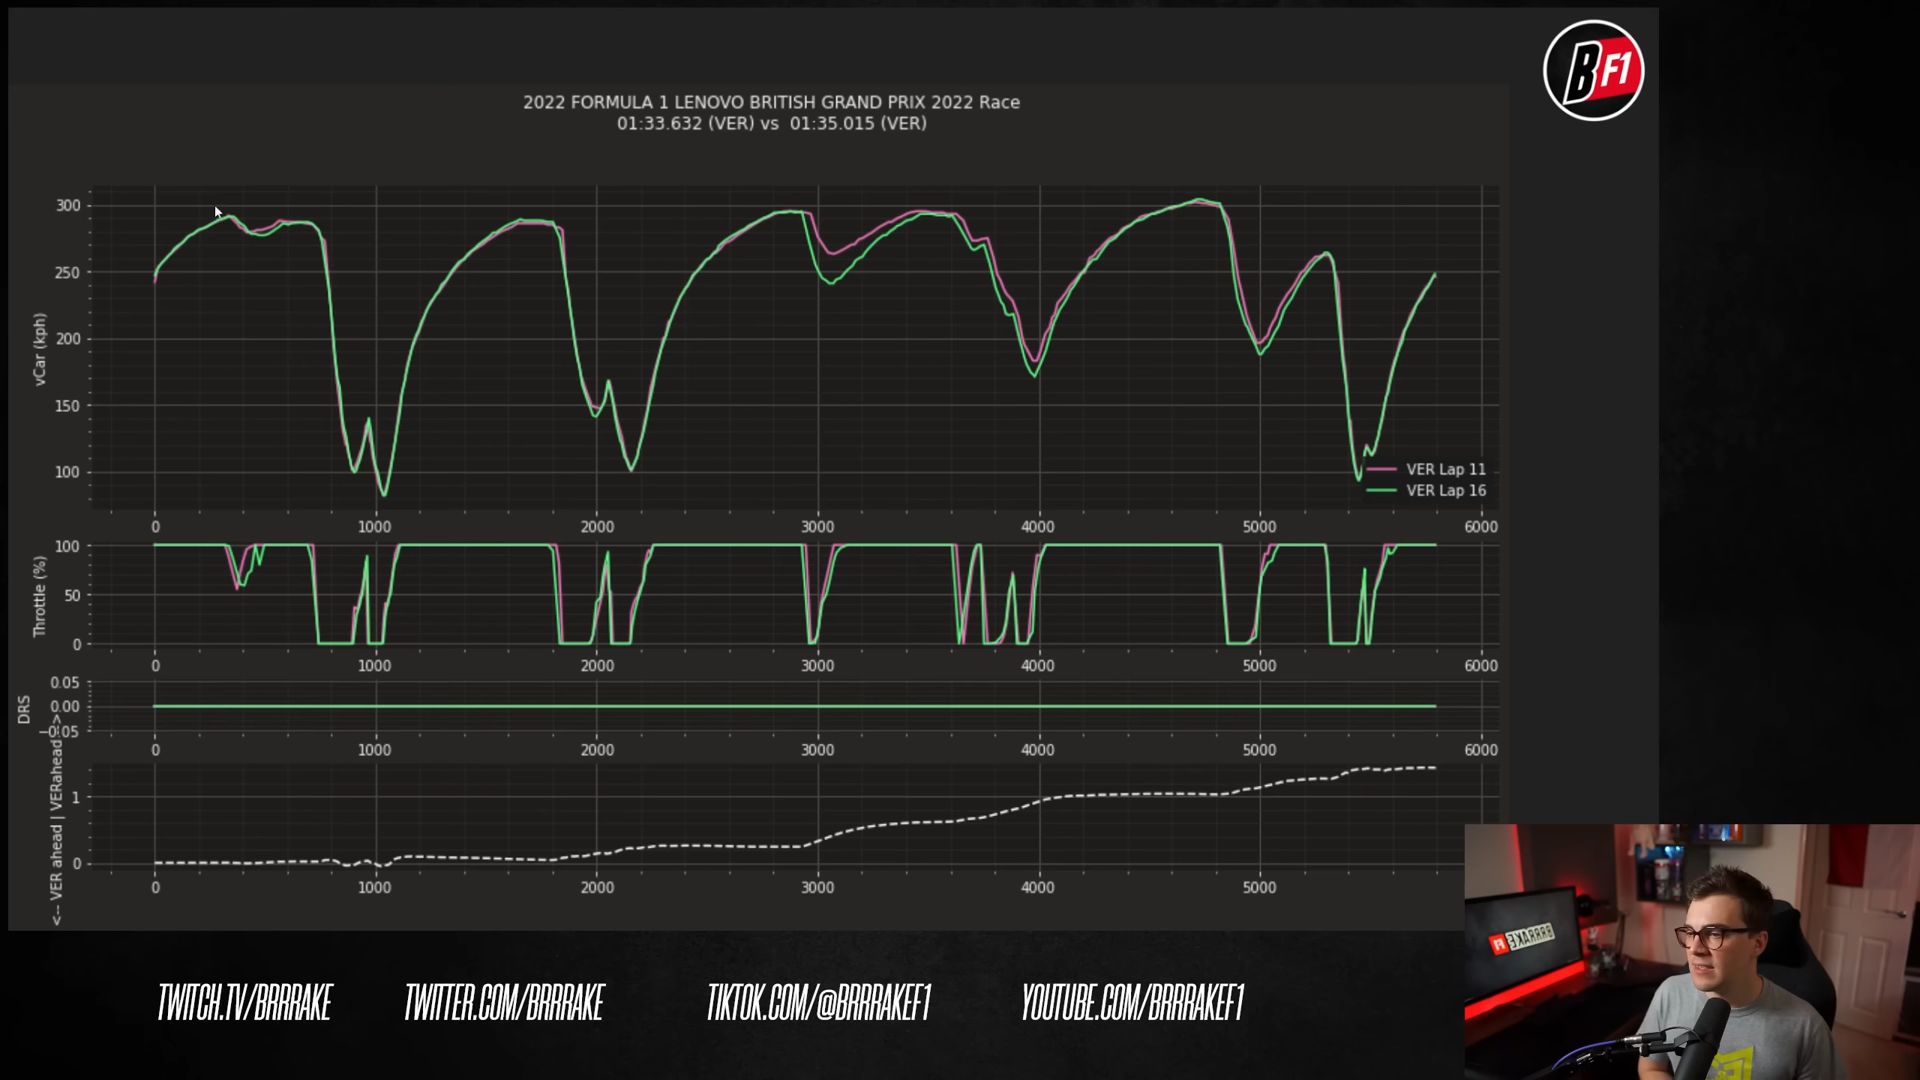 BF1
2022 FORMULA 1 LENOVO BRITISH GRAND PRIX 2022 Race
01:33.632 (VER) vs 01:35.015 (VER)
vCar (kph)
300
250
200
150
100
VER Lap 11
VER Lap 16
0 1000 2000 3000 4000 5000 6000
Throttle (%)
100
50
0
0 1000 2000 3000 4000 5000 6000
DRS
0.05
0.00
−0.05
0 1000 2000 3000 4000 5000 6000
<-- VER ahead | VERahead -->
1
0
0 1000 2000 3000 4000 5000
BRRRAKE F1
TWITCH.TV/BRRRAKE
TWITTER.COM/BRRRAKE
TIKTOK.COM/@BRRRAKEF1
YOUTUBE.COM/BRRRAKEF1